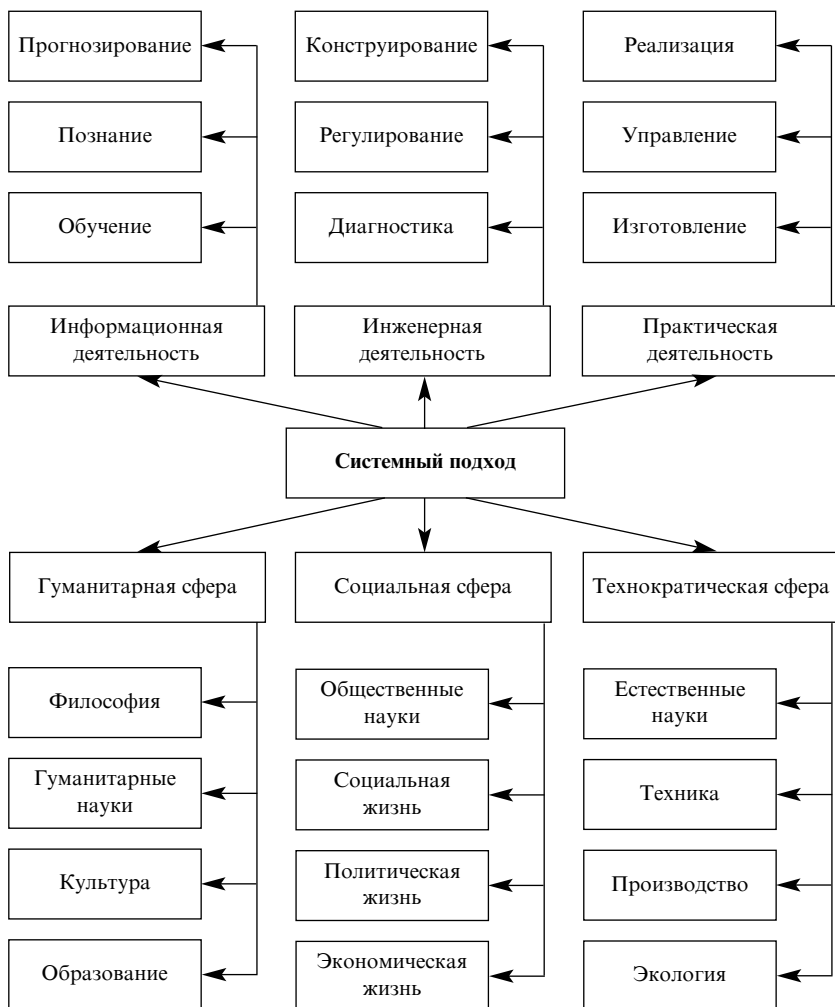 Прогнозирование
Конструирование
Реализация
Познание
Регулирование
Управление
Обучение
Диагностика
Изготовление
Информационная
деятельность
Инженерная
деятельность
Практическая
деятельность
Системный подход
Гуманитарная сфера
Социальная сфера
Технократическая сфера
Философия
Общественные
науки
Естественные
науки
Гуманитарные
науки
Социальная
жизнь
Техника
Культура
Политическая
жизнь
Производство
Образование
Экономическая
жизнь
Экология